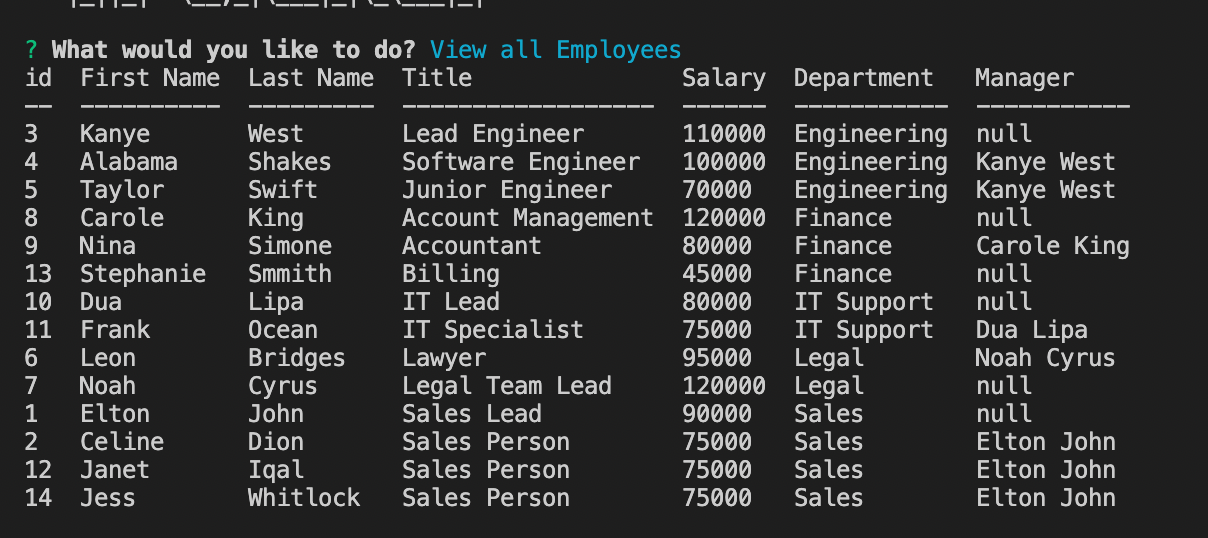 ? What would you like to do? View all Employees
id  First Name  Last Name  Title               Salary  Department   Manager
--  ----------  ---------  ------------------  ------  -----------  -----------
3   Kanye       West       Lead Engineer       110000  Engineering  null
4   Alabama     Shakes     Software Engineer   100000  Engineering  Kanye West
5   Taylor      Swift      Junior Engineer     70000   Engineering  Kanye West
8   Carole      King       Account Management  120000  Finance      null
9   Nina        Simone     Accountant          80000   Finance      Carole King
13  Stephanie   Smmith     Billing             45000   Finance      null
10  Dua         Lipa       IT Lead             80000   IT Support   null
11  Frank       Ocean      IT Specialist       75000   IT Support   Dua Lipa
6   Leon        Bridges    Lawyer              95000   Legal        Noah Cyrus
7   Noah        Cyrus      Legal Team Lead     120000  Legal        null
1   Elton       John       Sales Lead          90000   Sales        null
2   Celine      Dion       Sales Person        75000   Sales        Elton John
12  Janet       Iqal       Sales Person        75000   Sales        Elton John
14  Jess        Whitlock   Sales Person        75000   Sales        Elton John